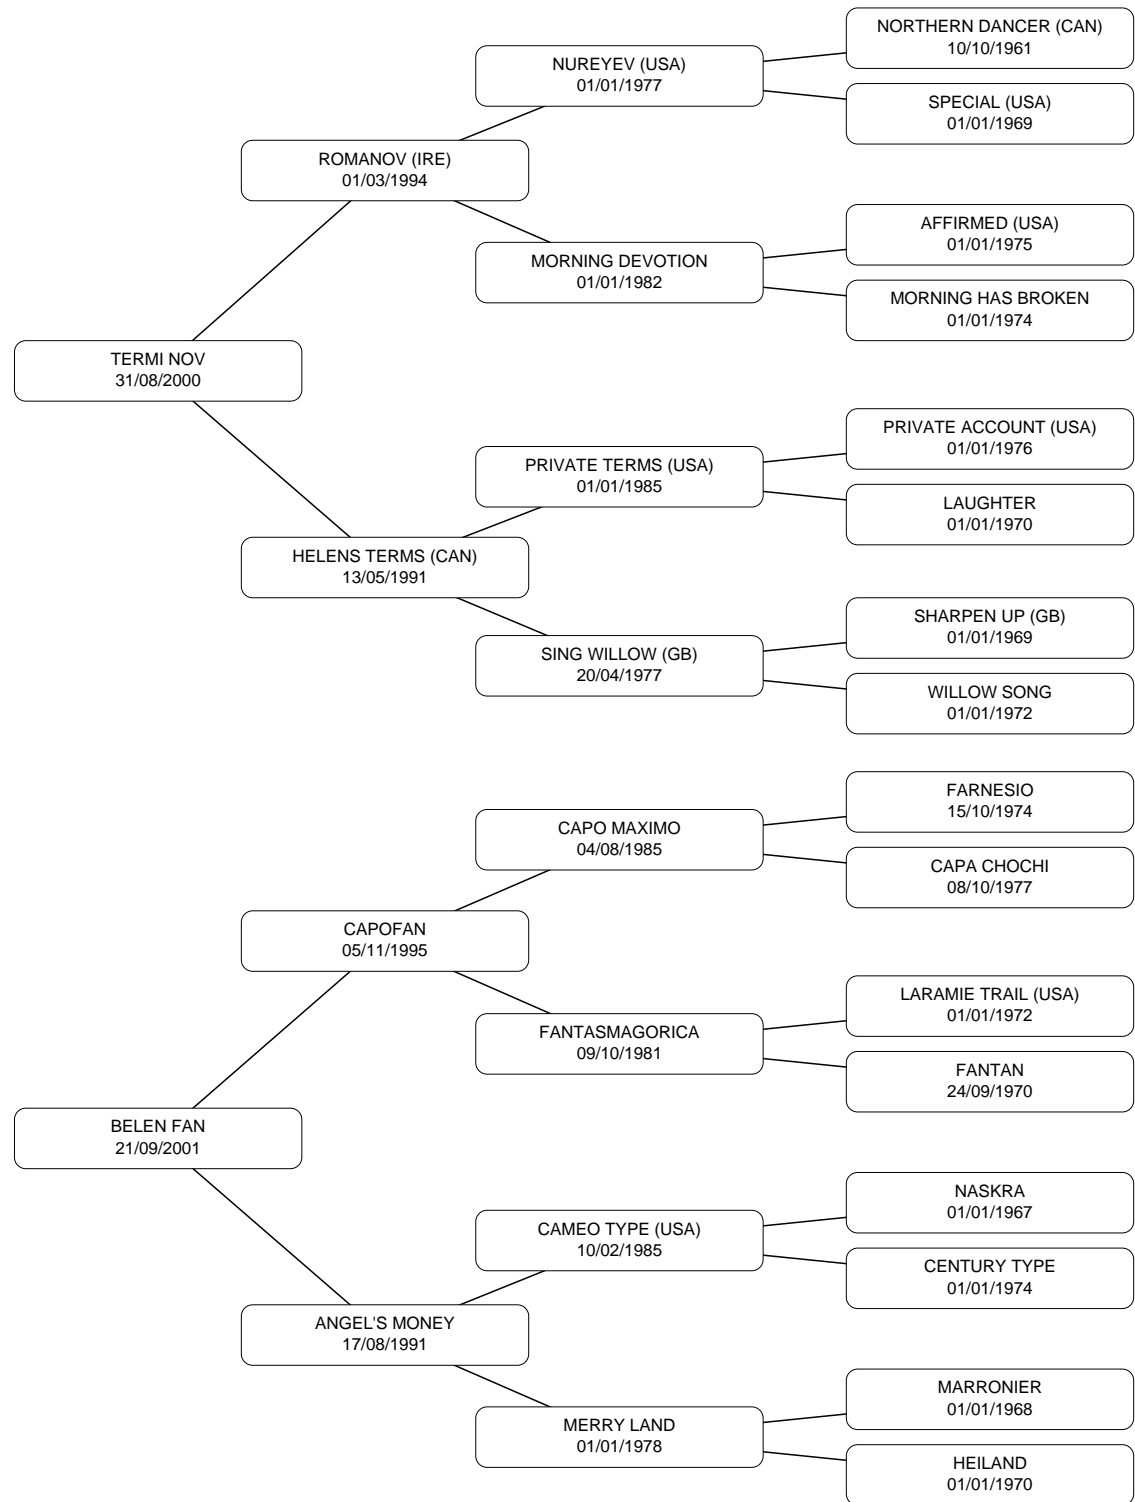 NORTHERN DANCER (CAN)
10/10/1961
NUREYEV (USA)
01/01/1977
SPECIAL (USA)
01/01/1969
ROMANOV (IRE)
01/03/1994
AFFIRMED (USA)
01/01/1975
MORNING DEVOTION
01/01/1982
MORNING HAS BROKEN
01/01/1974
TERMI NOV
31/08/2000
PRIVATE ACCOUNT (USA)
01/01/1976
PRIVATE TERMS (USA)
01/01/1985
LAUGHTER
01/01/1970
HELENS TERMS (CAN)
13/05/1991
SHARPEN UP (GB)
01/01/1969
SING WILLOW (GB)
20/04/1977
WILLOW SONG
01/01/1972
FARNESIO
15/10/1974
CAPO MAXIMO
04/08/1985
CAPA CHOCHI
08/10/1977
CAPOFAN
05/11/1995
LARAMIE TRAIL (USA)
01/01/1972
FANTASMAGORICA
09/10/1981
FANTAN
24/09/1970
BELEN FAN
21/09/2001
NASKRA
01/01/1967
CAMEO TYPE (USA)
10/02/1985
CENTURY TYPE
01/01/1974
ANGEL'S MONEY
17/08/1991
MARRONIER
01/01/1968
MERRY LAND
01/01/1978
HEILAND
01/01/1970